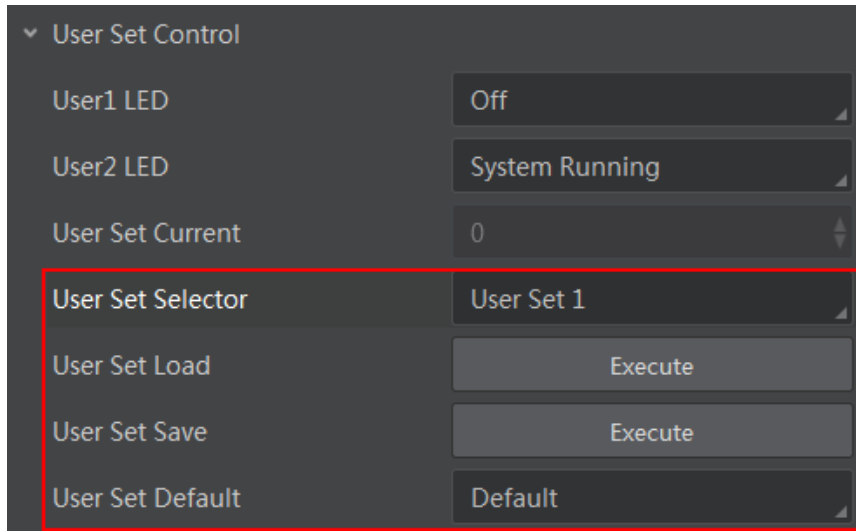 User Set Control
User1 LED Off
User2 LED System Running
User Set Current 0
User Set Selector User Set 1
User Set Load Execute
User Set Save Execute
User Set Default Default